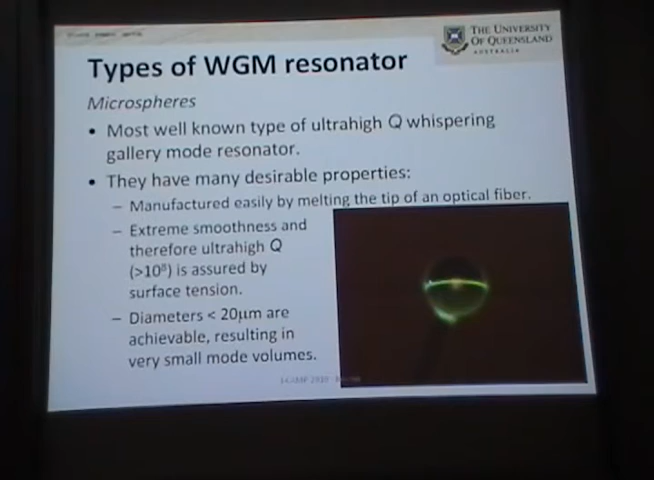 THE UNIVERSITY
OF QUEENSLAND
AUSTRALIA
Types of WGM resonator
Microspheres
• Most well known type of ultrahigh Q whispering
gallery mode resonator.
• They have many desirable properties:
– Manufactured easily by melting the tip of an optical fiber.
– Extreme smoothness and
therefore ultrahigh Q
(>10⁸) is assured by
surface tension.
– Diameters < 20μm are
achievable, resulting in
very small mode volumes.